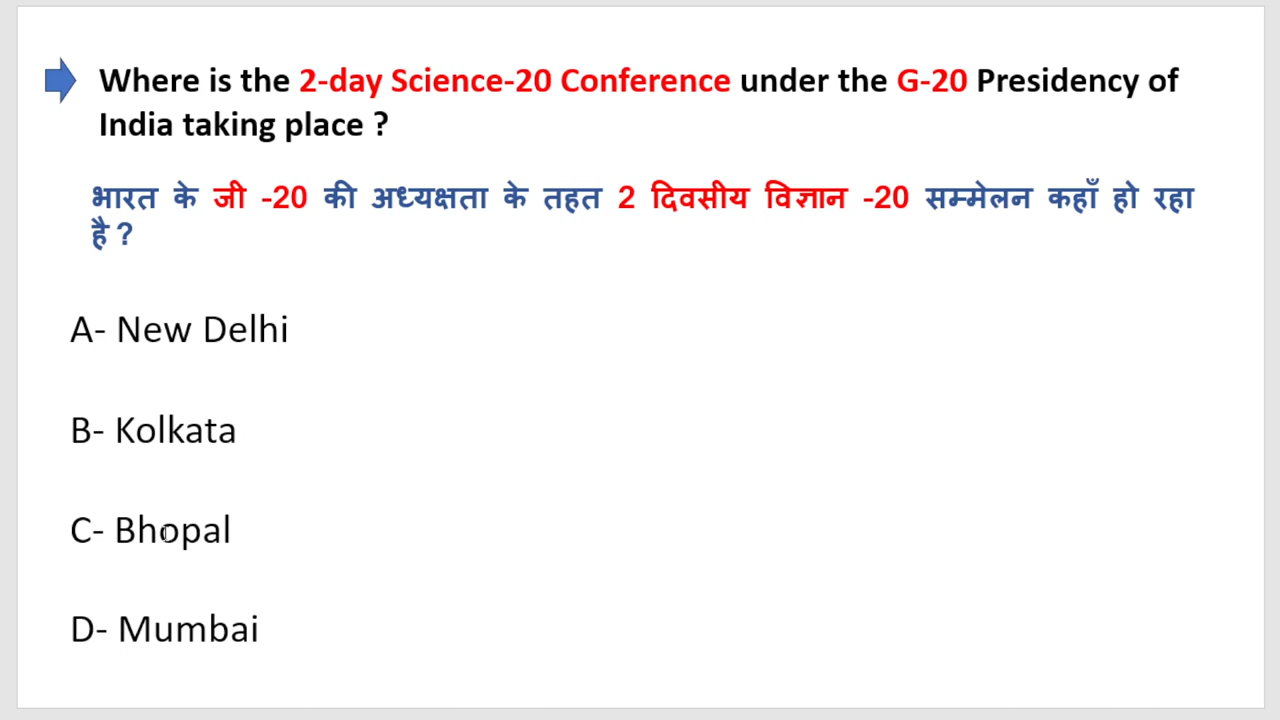 Where is the 2-day Science-20 Conference under the G-20 Presidency of
India taking place ?
भारत के जी -20 की अध्यक्षता के तहत 2 दिवसीय विज्ञान -20 सम्मेलन कहाँ हो रहा
है ?
A- New Delhi
B- Kolkata
C- Bhopal
D- Mumbai